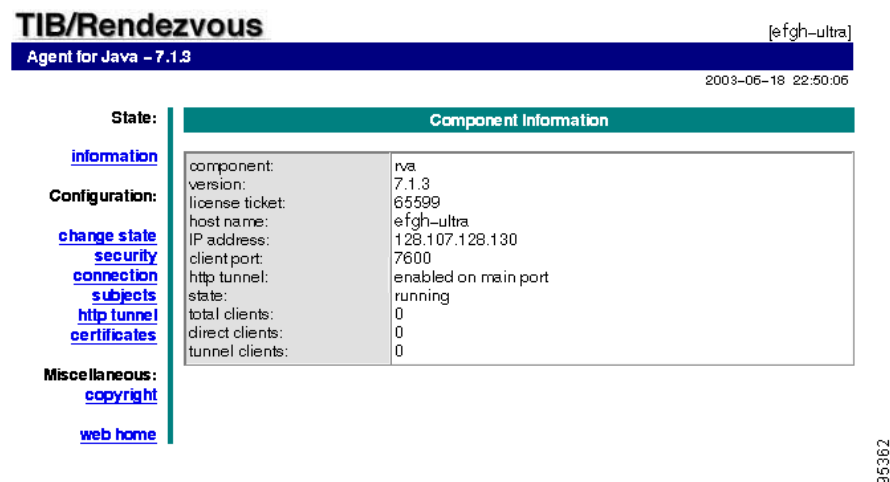 TIB/Rendezvous
[efgh-ultra]
Agent for Java - 7.1.3
2003-06-18 22:50:06
State:
information
Configuration:
change state
security
connection
subjects
http tunnel
certificates
Miscellaneous:
copyright
web home
Component Information
component: rva
version: 7.1.3
license ticket: 65599
host name: efgh-ultra
IP address: 128.107.128.130
client port: 7600
http tunnel: enabled on main port
state: running
total clients: 0
direct clients: 0
tunnel clients: 0
95362